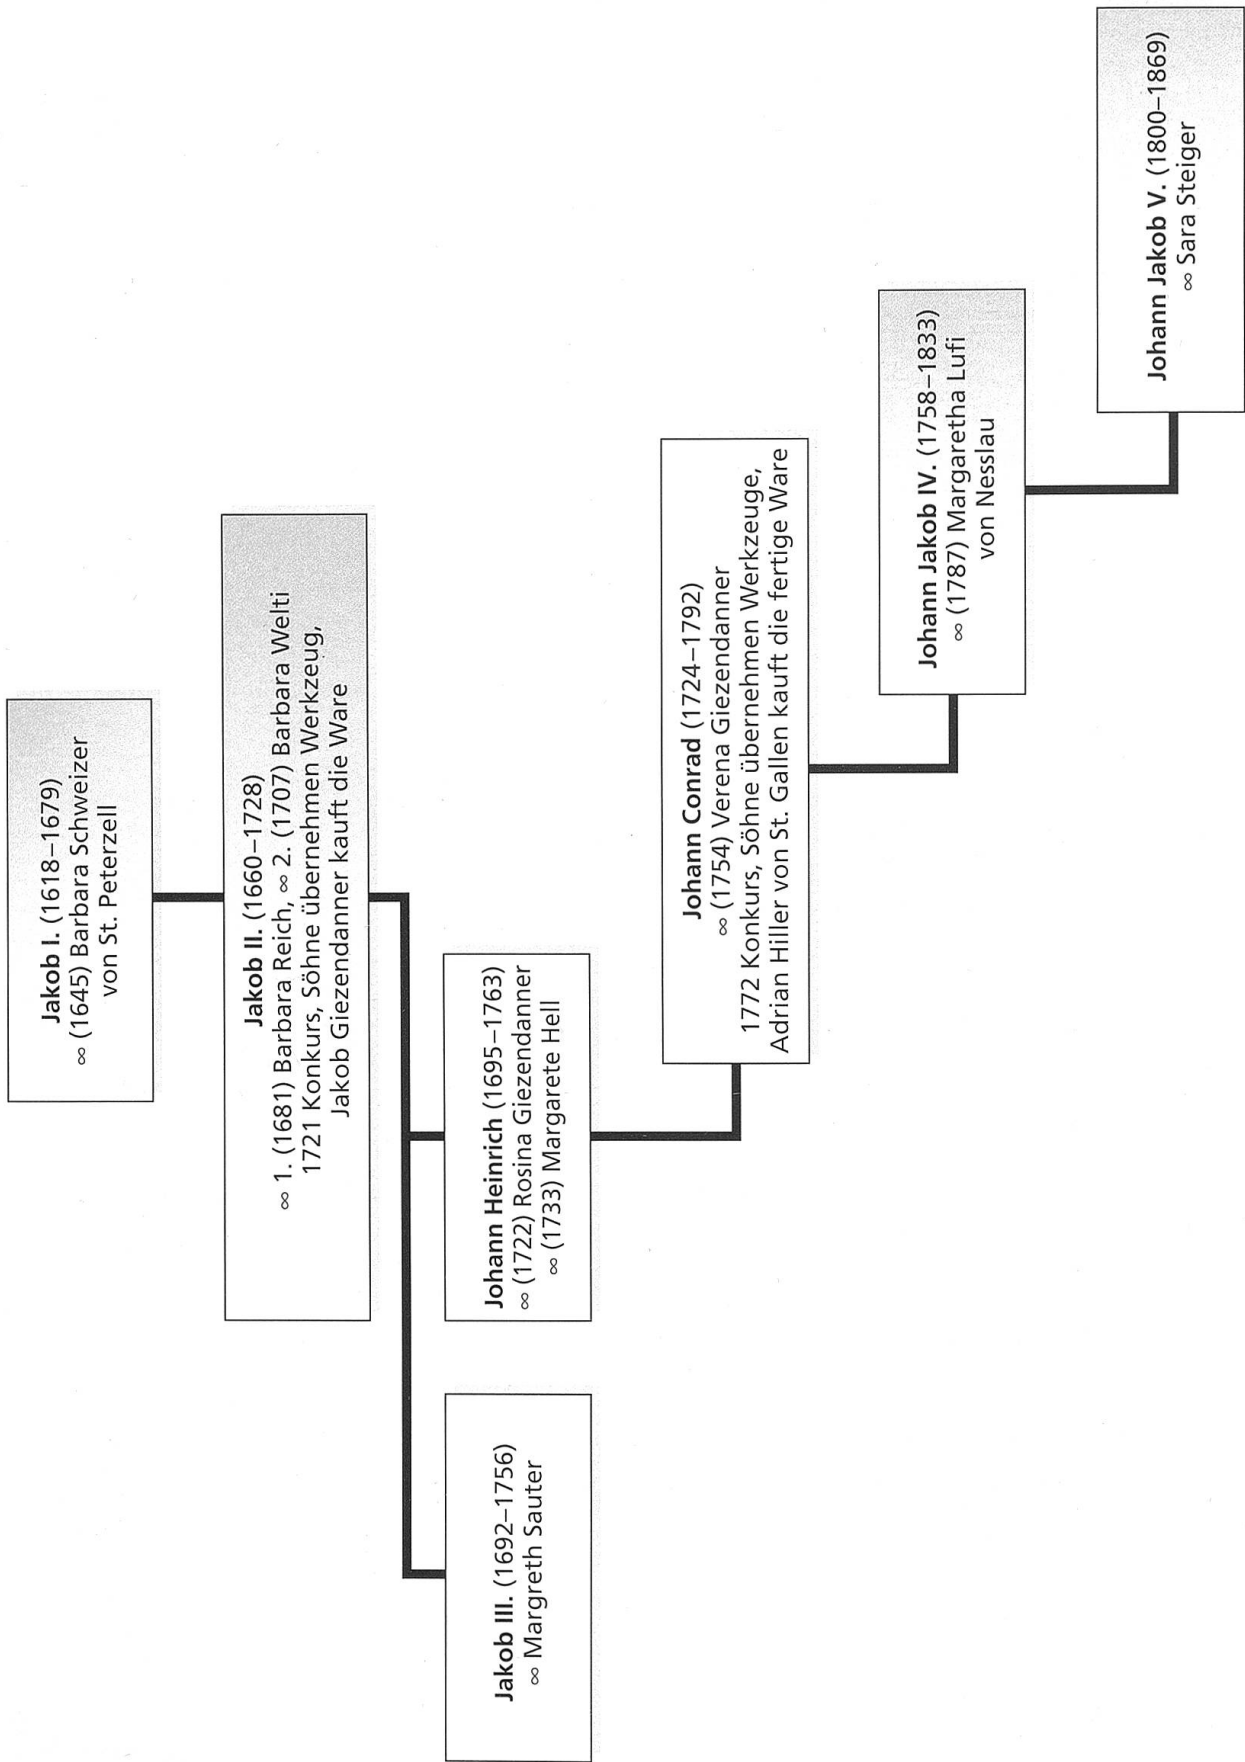 Jakob I. (1618–1679)
∞ (1645) Barbara Schweizer
von St. Peterzell
Jakob II. (1660–1728)
∞ 1. (1681) Barbara Reich, ∞ 2. (1707) Barbara Welti
1721 Konkurs, Söhne übernehmen Werkzeug,
Jakob Giezendanner kauft die Ware
Jakob III. (1692–1756)
∞ Margreth Sauter
Johann Heinrich (1695–1763)
∞ (1722) Rosina Giezendanner
∞ (1733) Margarete Hell
Johann Conrad (1724–1792)
∞ (1754) Verena Giezendanner
1772 Konkurs, Söhne übernehmen Werkzeuge,
Adrian Hiller von St. Gallen kauft die fertige Ware
Johann Jakob IV. (1758–1833)
∞ (1787) Margaretha Lufi
von Nesslau
Johann Jakob V. (1800–1869)
∞ Sara Steiger